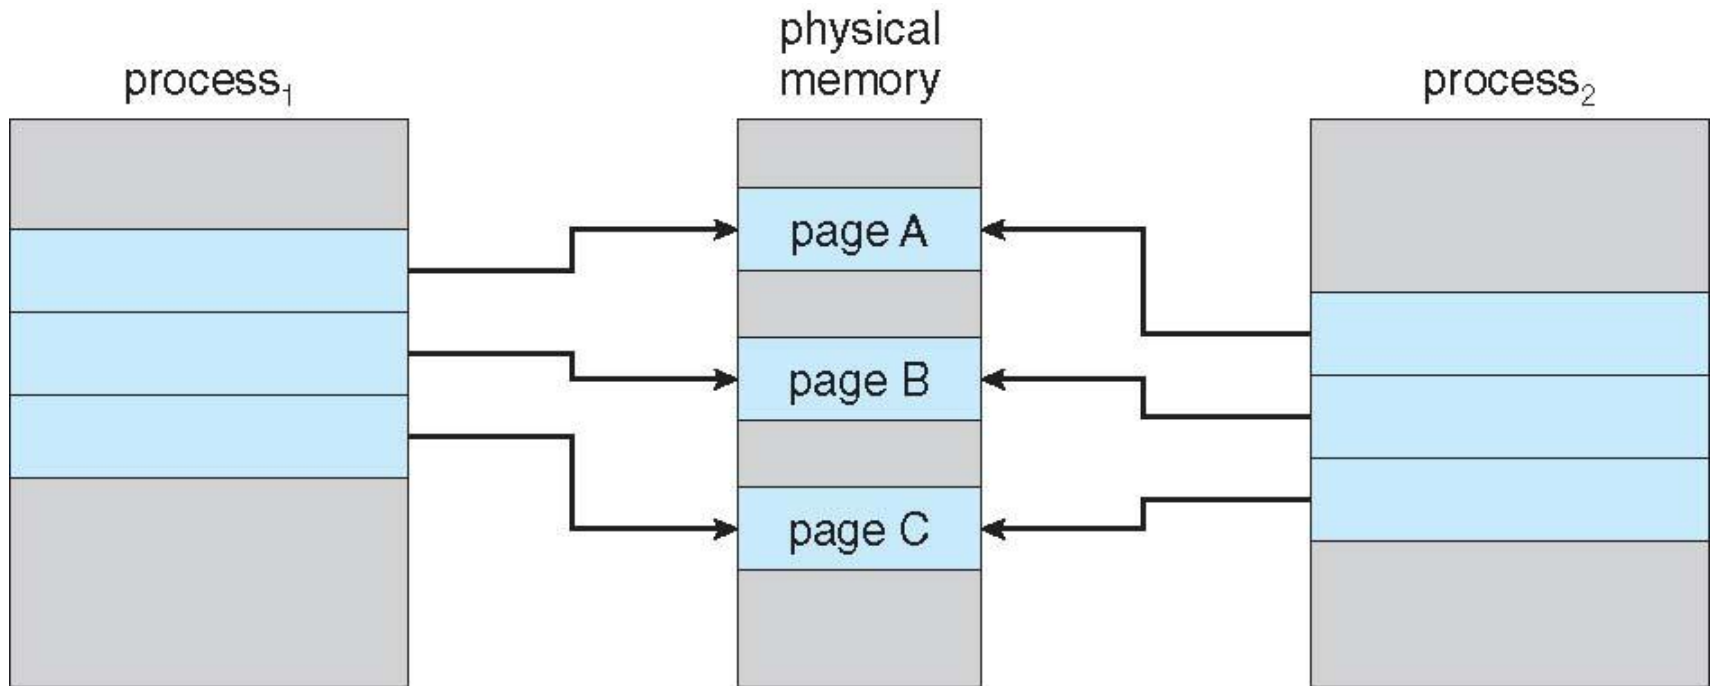 process₁
physical
memory
process₂
page A
page B
page C